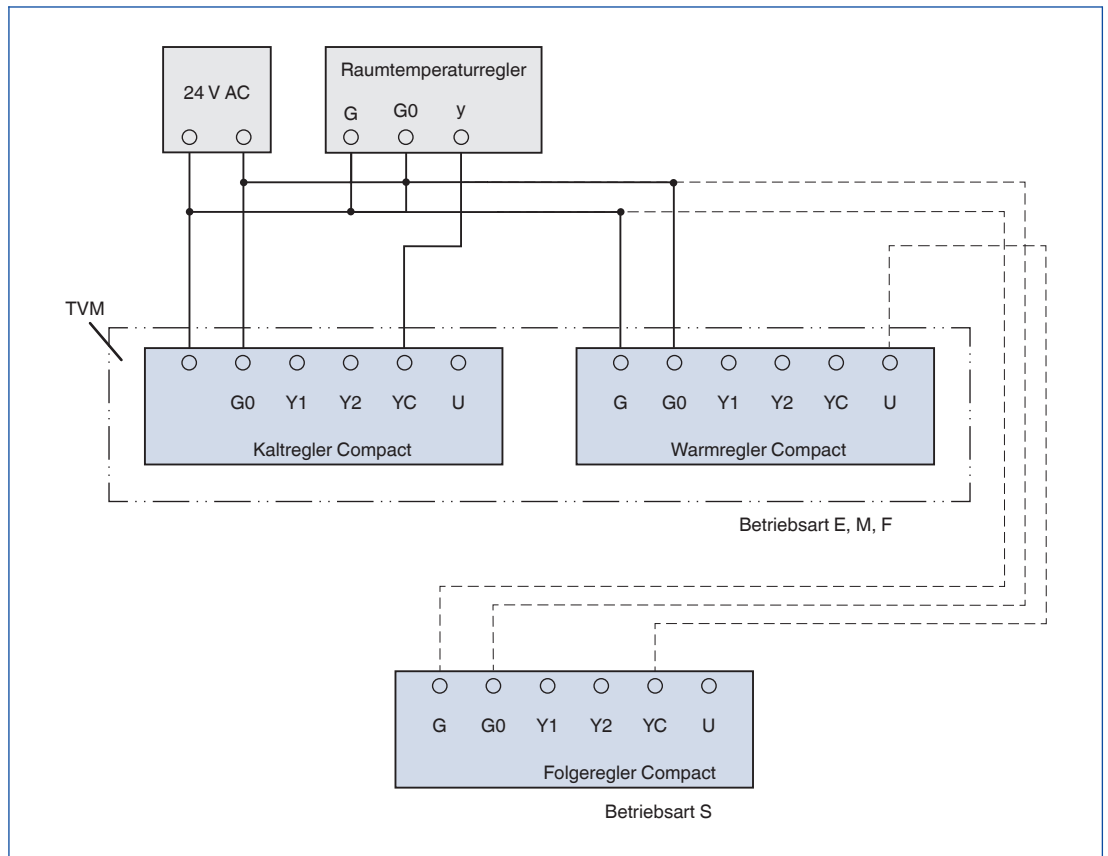 24 V AC
Raumtemperaturregler
G G0 y
TVM
G0 Y1 Y2 YC U
Kaltregler Compact
G G0 Y1 Y2 YC U
Warmregler Compact
Betriebsart E, M, F
G G0 Y1 Y2 YC U
Folgeregler Compact
Betriebsart S